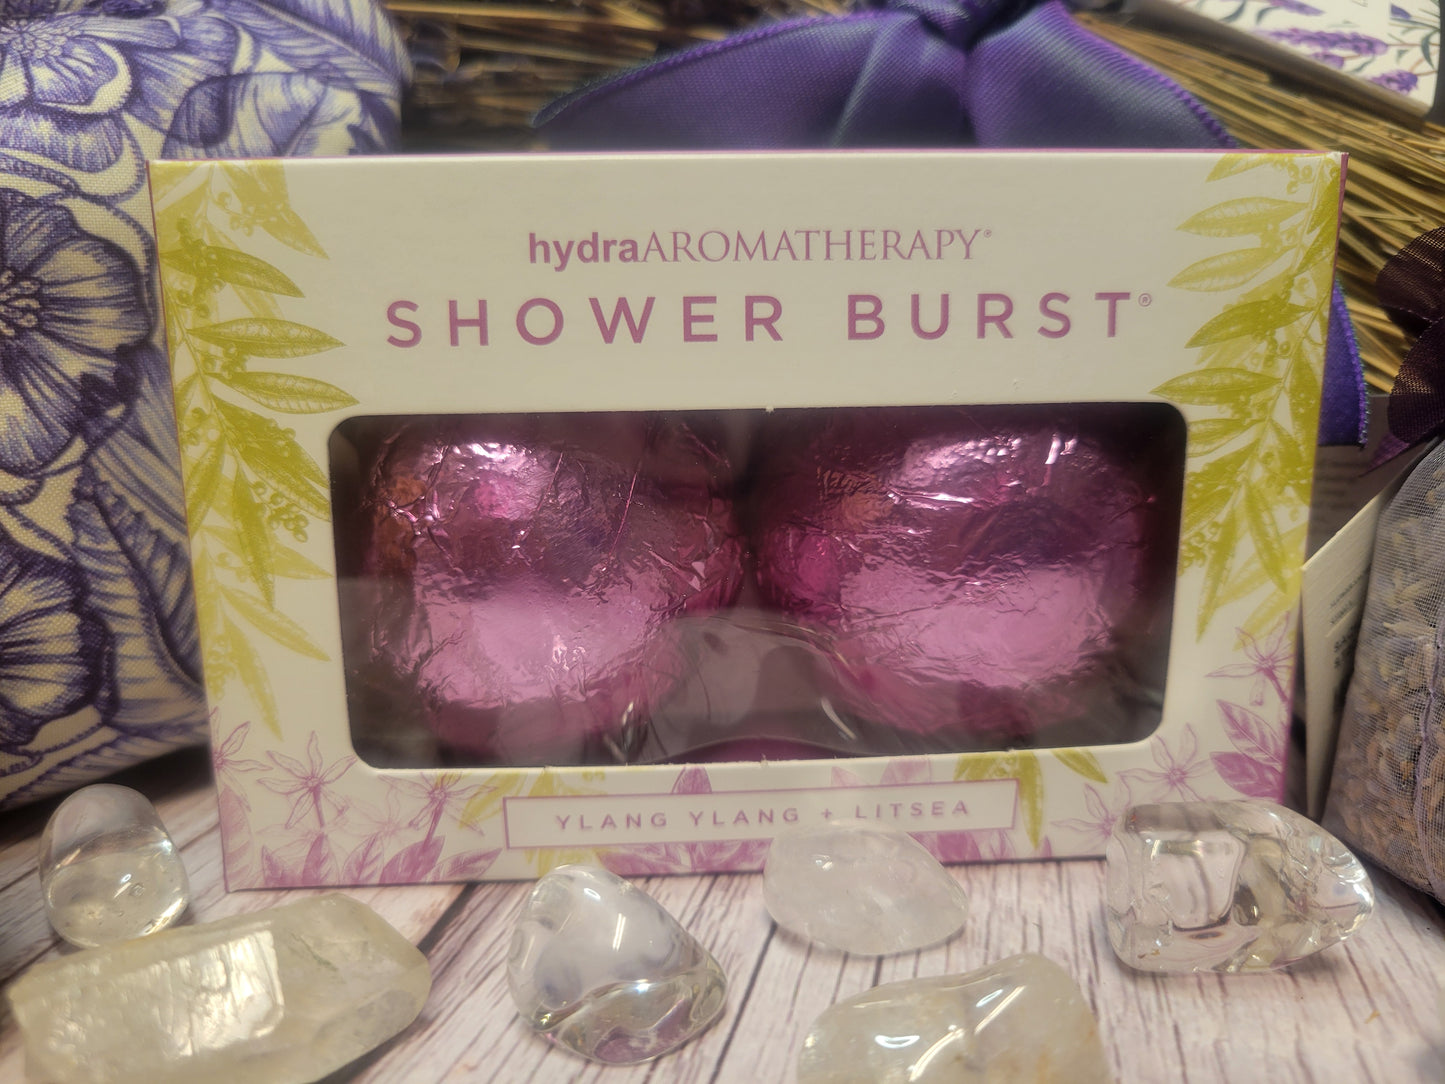 hydraAROMATHERAPY®
SHOWER BURST®
YLANG YLANG + LITSEA